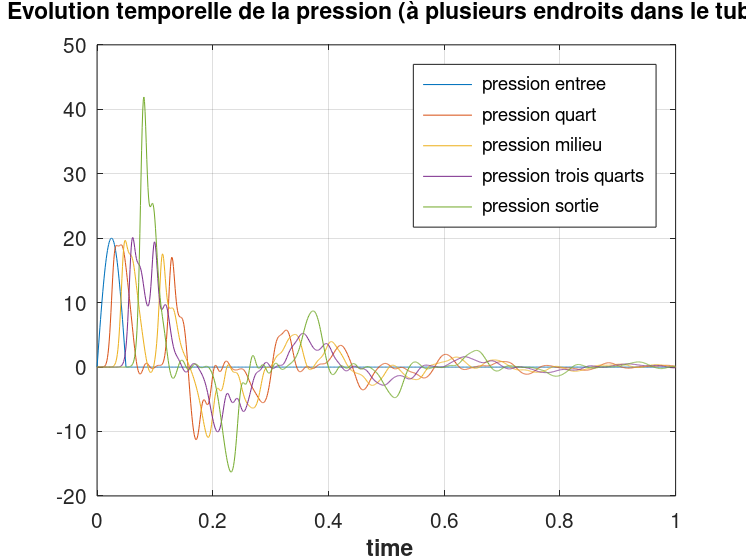 Evolution temporelle de la pression (à plusieurs endroits dans le tub
50
40
30
20
10
0
-10
-20
0 0.2 0.4 0.6 0.8 1
time
pression entree
pression quart
pression milieu
pression trois quarts
pression sortie